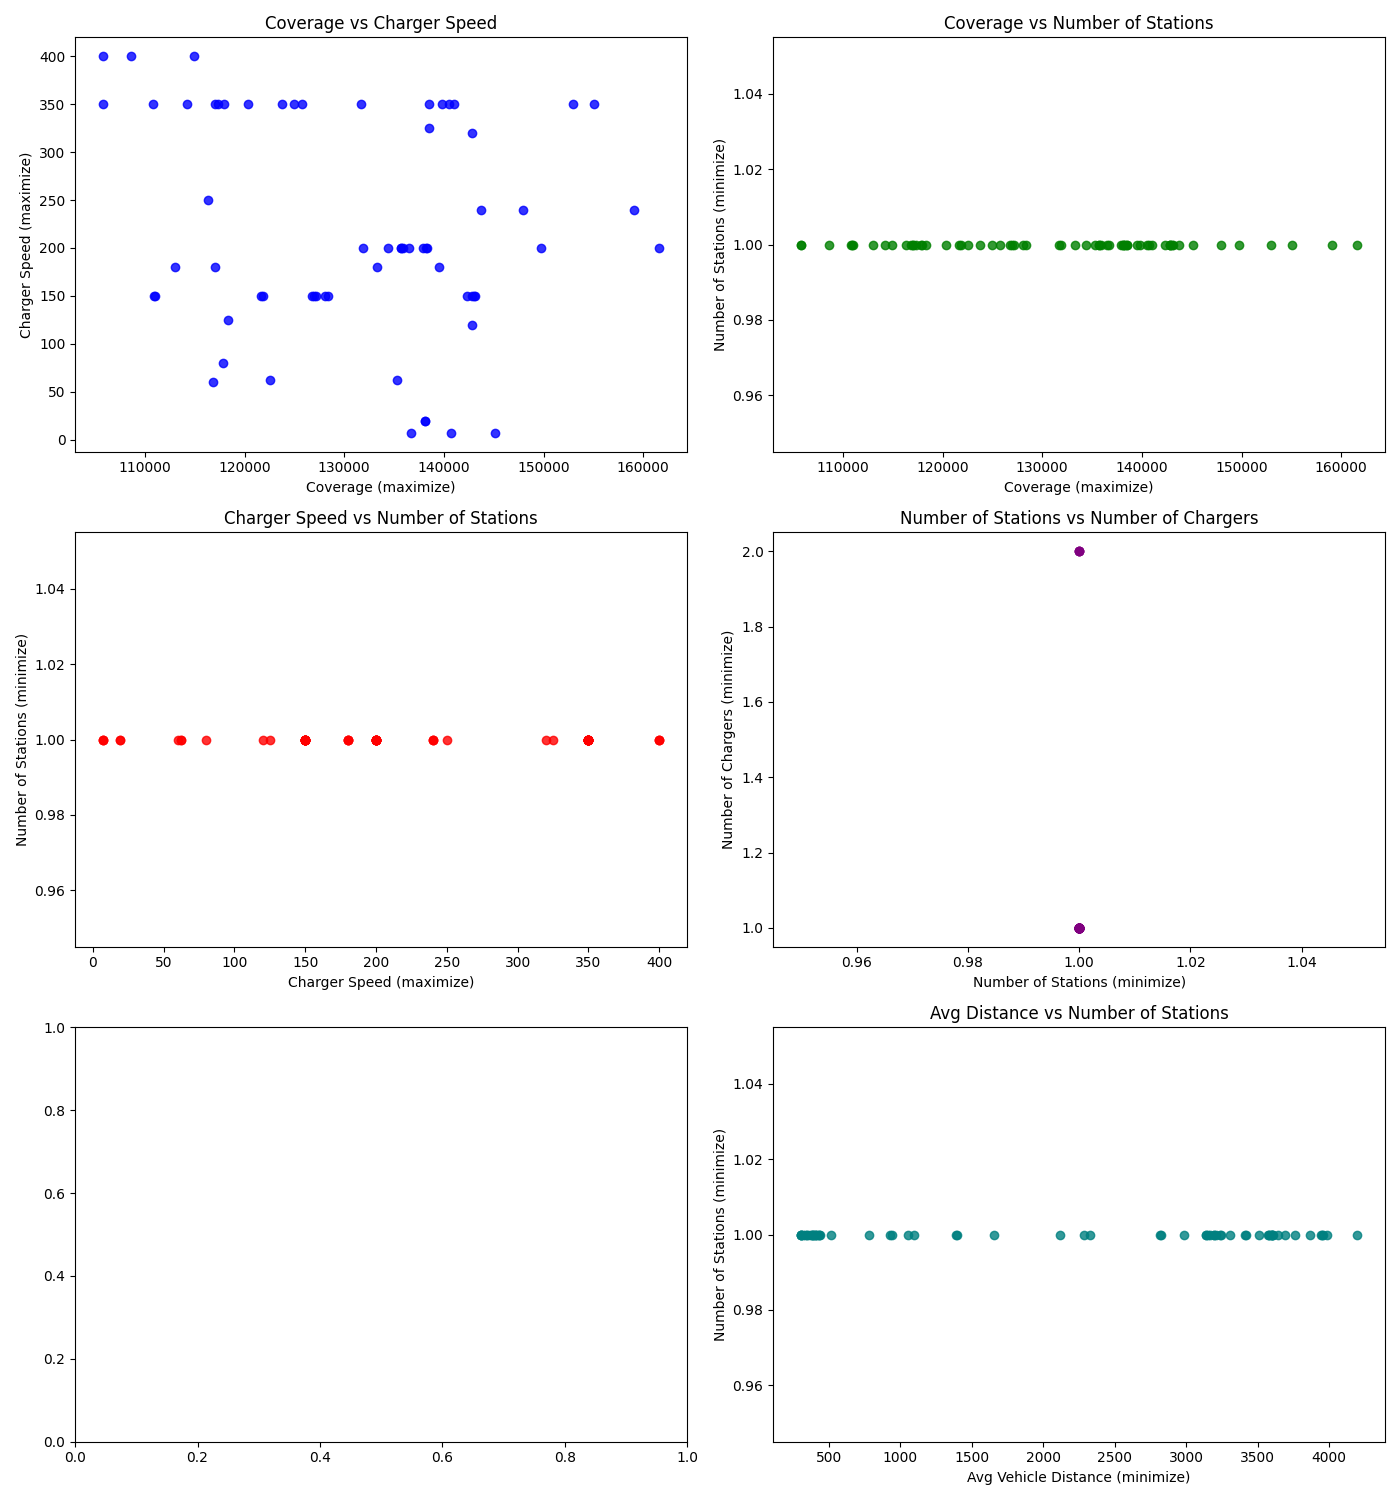 Coverage vs Charger Speed
400
350
300
250
200
150
100
50
0
Charger Speed (maximize)
110000 120000 130000 140000 150000 160000
Coverage (maximize)
Coverage vs Number of Stations
1.04
1.02
1.00
0.98
0.96
Number of Stations (minimize)
110000 120000 130000 140000 150000 160000
Coverage (maximize)
Charger Speed vs Number of Stations
1.04
1.02
1.00
0.98
0.96
Number of Stations (minimize)
0 50 100 150 200 250 300 350 400
Charger Speed (maximize)
Number of Stations vs Number of Chargers
2.0
1.8
1.6
1.4
1.2
1.0
Number of Chargers (minimize)
0.96 0.98 1.00 1.02 1.04
Number of Stations (minimize)
1.0
0.8
0.6
0.4
0.2
0.0
0.0 0.2 0.4 0.6 0.8 1.0
Avg Distance vs Number of Stations
1.04
1.02
1.00
0.98
0.96
Number of Stations (minimize)
500 1000 1500 2000 2500 3000 3500 4000
Avg Vehicle Distance (minimize)